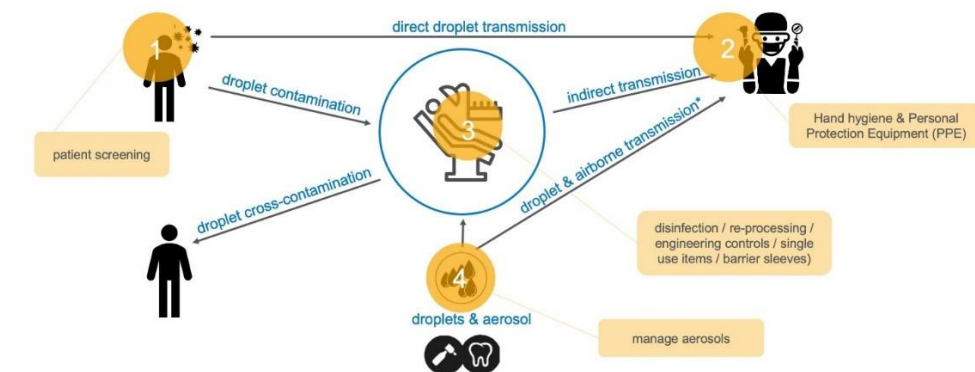 direct droplet transmission
1
2
droplet contamination
indirect transmission
3
Hand hygiene & Personal
Protection Equipment (PPE)
patient screening
droplet & airborne transmission*
droplet cross-contamination
disinfection / re-processing /
engineering controls / single
use items / barrier sleeves)
4
droplets & aerosol
manage aerosols